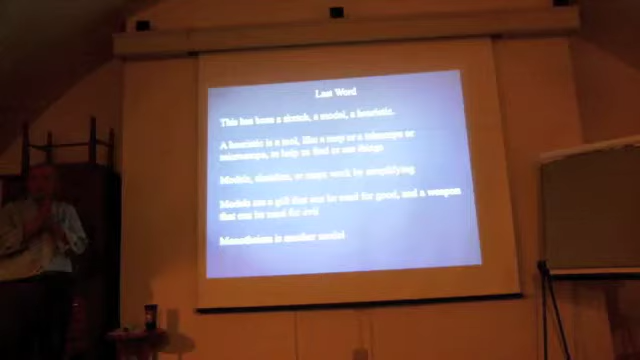 Last Word
This has been a sketch, a model, a heuristic.
A heuristic is a tool, like a map or a telescope or
microscope, to help us find or see things
Models, sketches, or maps work by simplifying
Models are a gift that can be used for good, and a weapon
that can be used for evil
Monotheism is another model